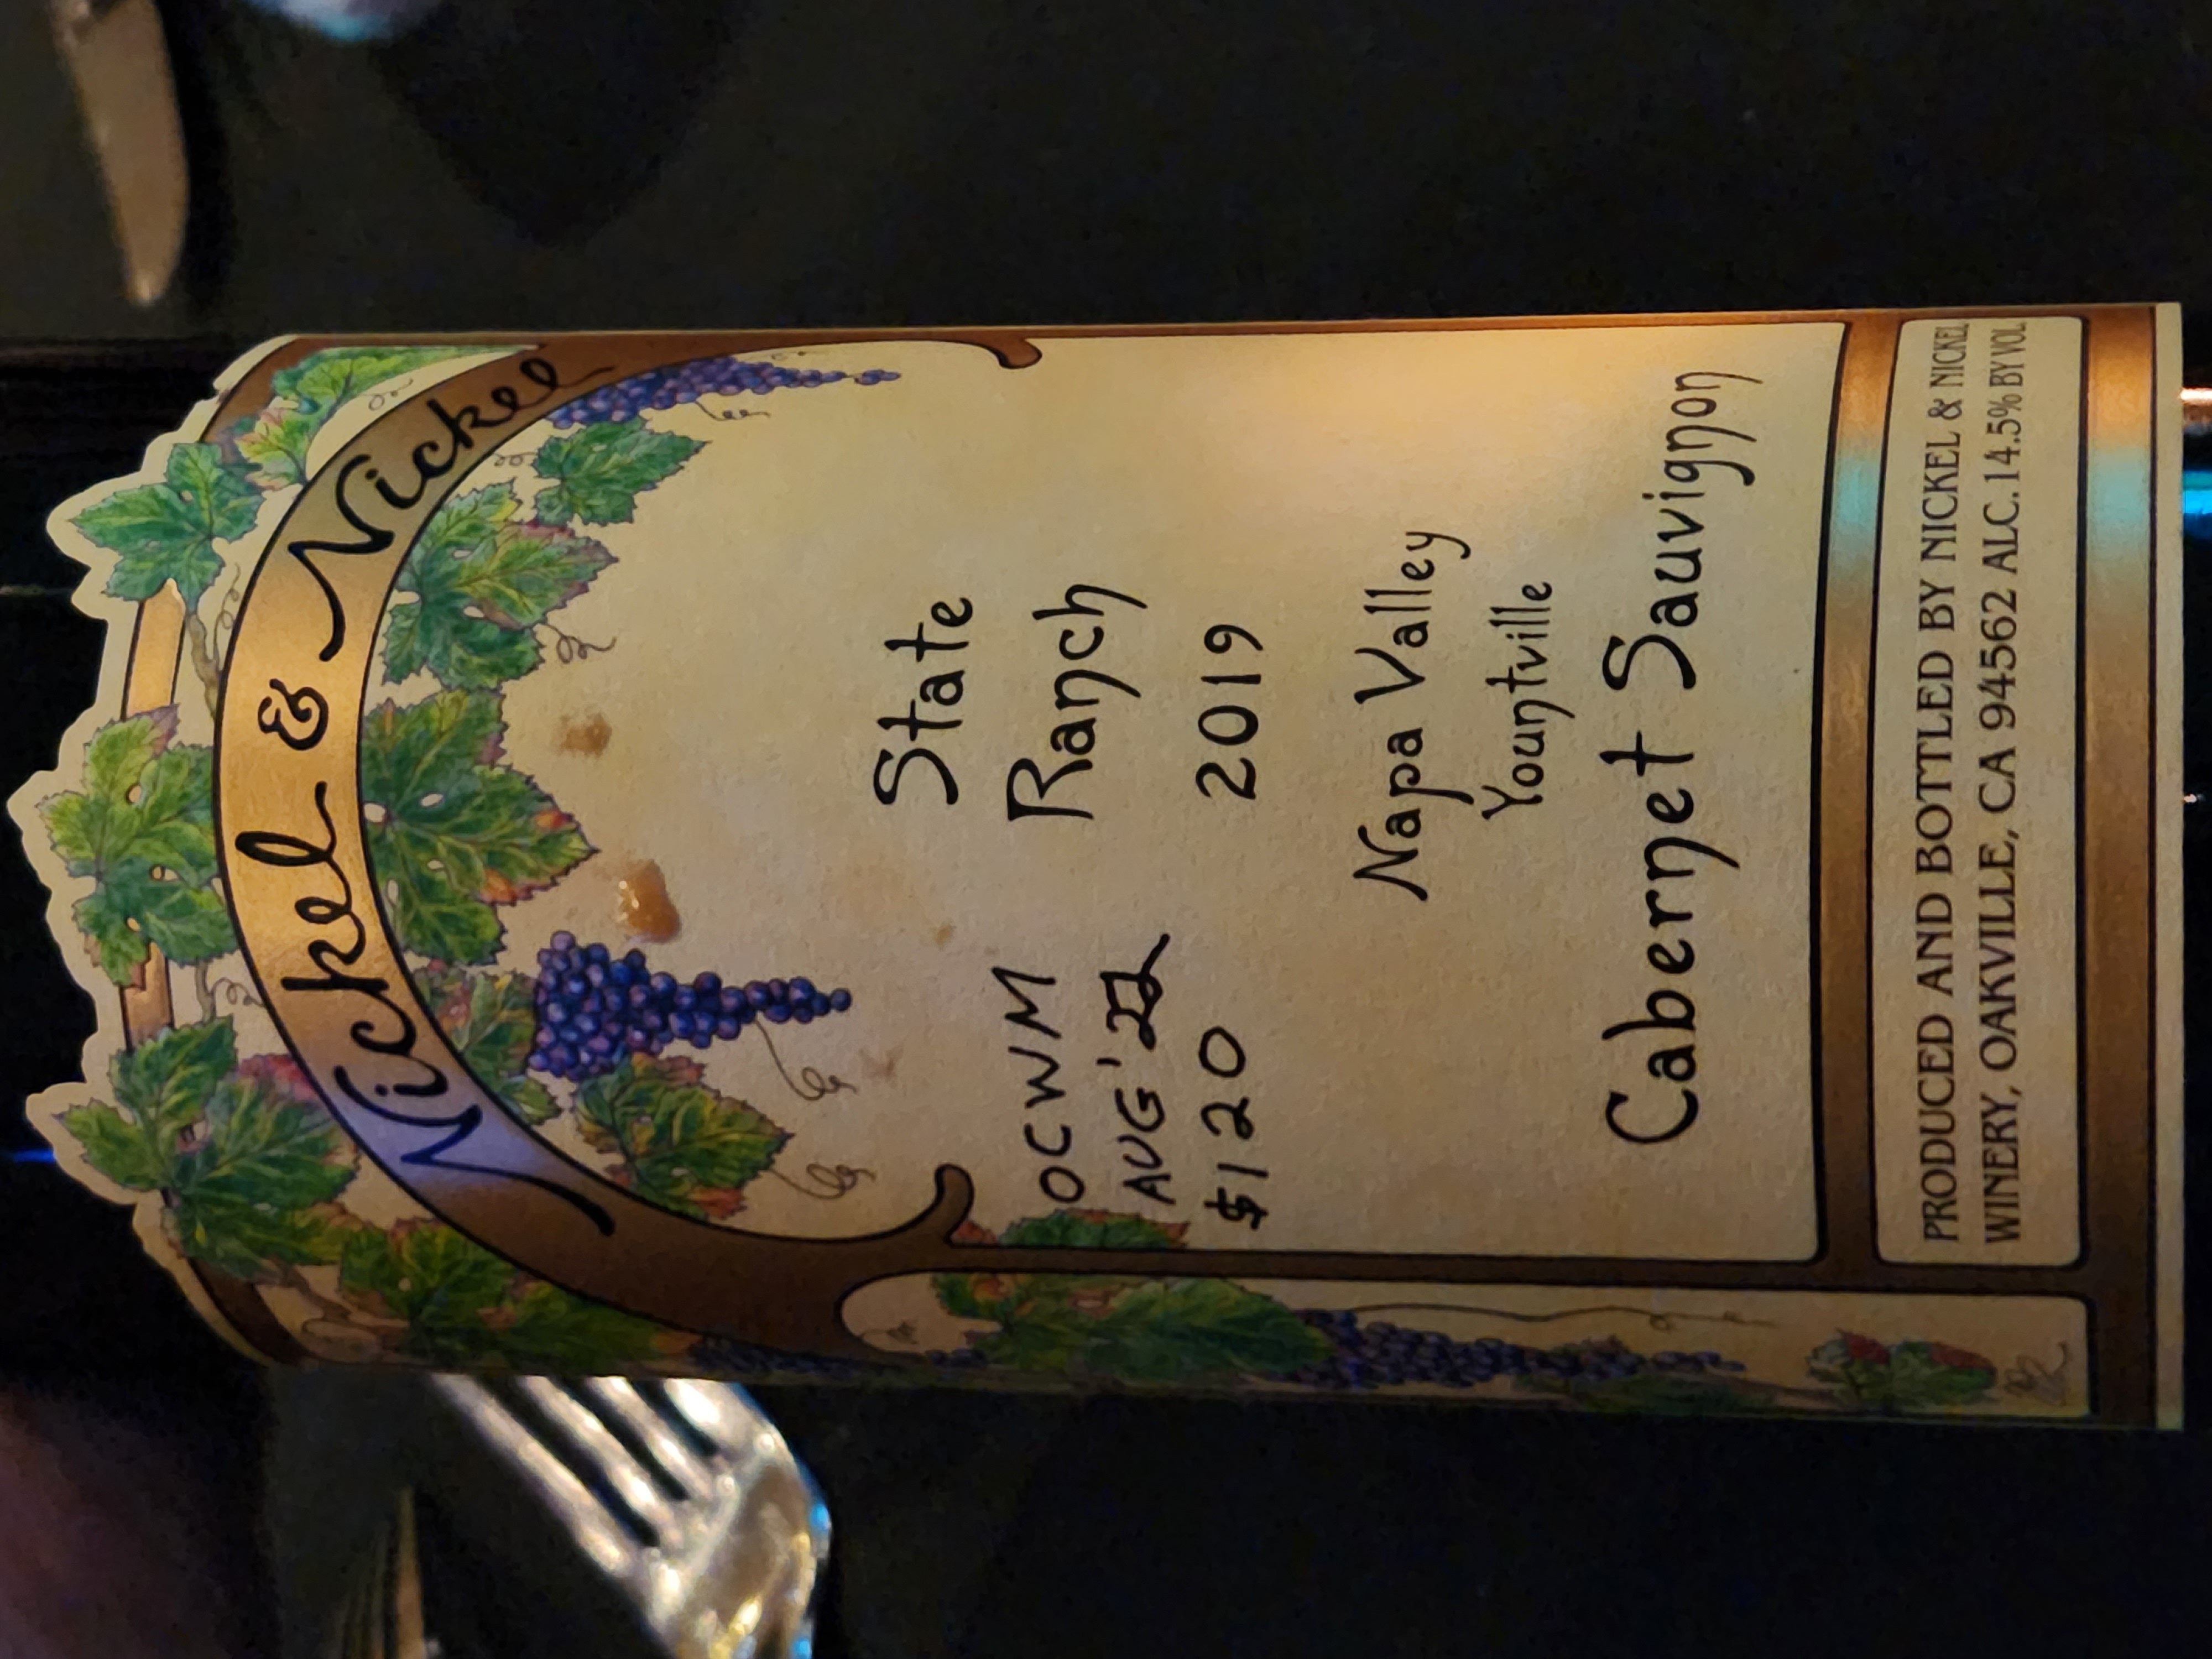 Nickel & Nickel
State
Ranch
2019
OCWM
AUG '22
$120
Napa Valley
Yountville
Cabernet Sauvignon
PRODUCED AND BOTTLED BY NICKEL & NICKEL
WINERY, OAKVILLE, CA 94562 ALC. 14.5% BY VOL